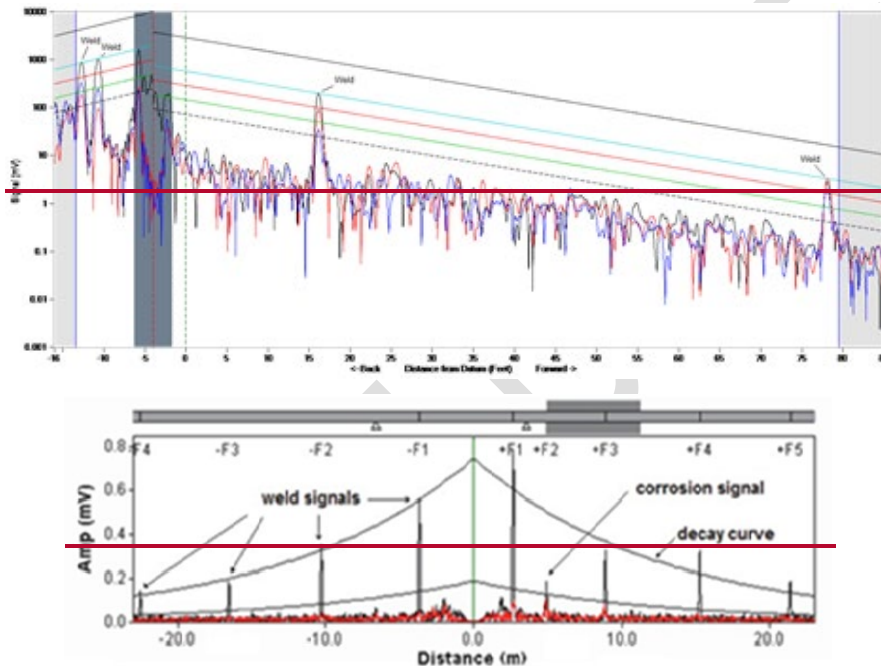 10000
Weld
Weld
1000
Weld
100
10
Weld
Signal (mV)
1
0.1
0.01
0.001
-15 -10 -5 0 5 10 15 20 25 30 35 40 45 50 55 60 65 70 75 80
<--Back Distance from Datum (Feet) Forward-->
0.8
F4 -F3 -F2 -F1 +F1 +F2 +F3 +F4 +F5
weld signals
corrosion signal
0.6
decay curve
Amp (mV)
0.4
0.2
0.0
-20.0 -10.0 0.0 10.0 20.0
Distance (m)